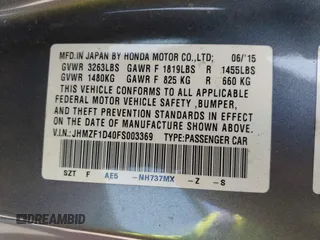 MFD.IN JAPAN BY HONDA MOTOR CO.,LTD; 06/'15
GVWR 3263LBS GAWR F 1819LBS R 1455LBS
GVWR 1480KG GAWR F 825 KG R 660 KG
THIS VEHICLE CONFORMS TO ALL APPLICABLE
FEDERAL MOTOR VEHICLE SAFETY ,BUMPER,
AND THEFT PREVENTION STANDARDS IN EFFECT
ON THE DATE OF MANUFACTURE SHOWN ABOVE.
V.I.N.: JHMZF1D40FS003369 TYPE:PASSENGER CAR
SZT F AE5 -NH737MX -Z -S
DREAMBID